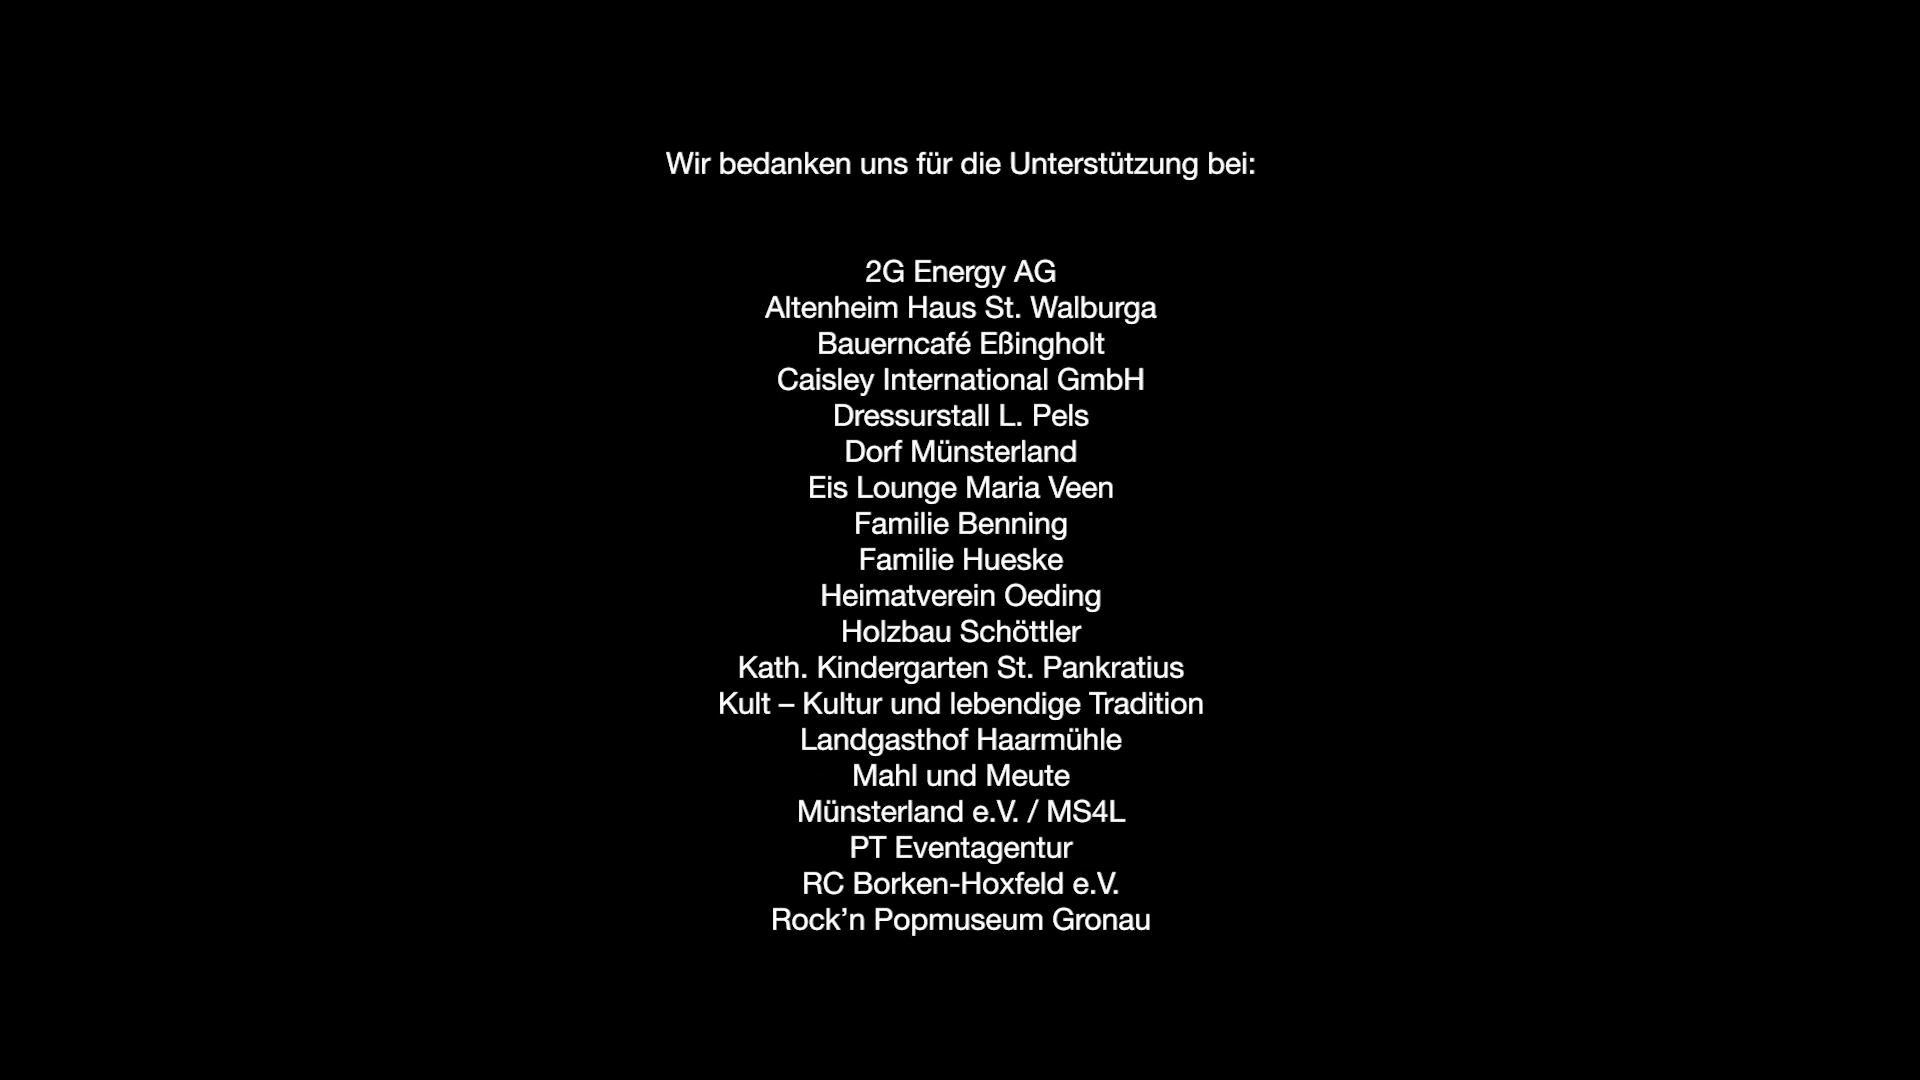 Wir bedanken uns für die Unterstützung bei:
2G Energy AG
Altenheim Haus St. Walburga
Bauerncafé Eßingholt
Caisley International GmbH
Dressurstall L. Pels
Dorf Münsterland
Eis Lounge Maria Veen
Familie Benning
Familie Hueske
Heimatverein Oeding
Holzbau Schöttler
Kath. Kindergarten St. Pankratius
Kult – Kultur und lebendige Tradition
Landgasthof Haarmühle
Mahl und Meute
Münsterland e.V. / MS4L
PT Eventagentur
RC Borken-Hoxfeld e.V.
Rock’n Popmuseum Gronau